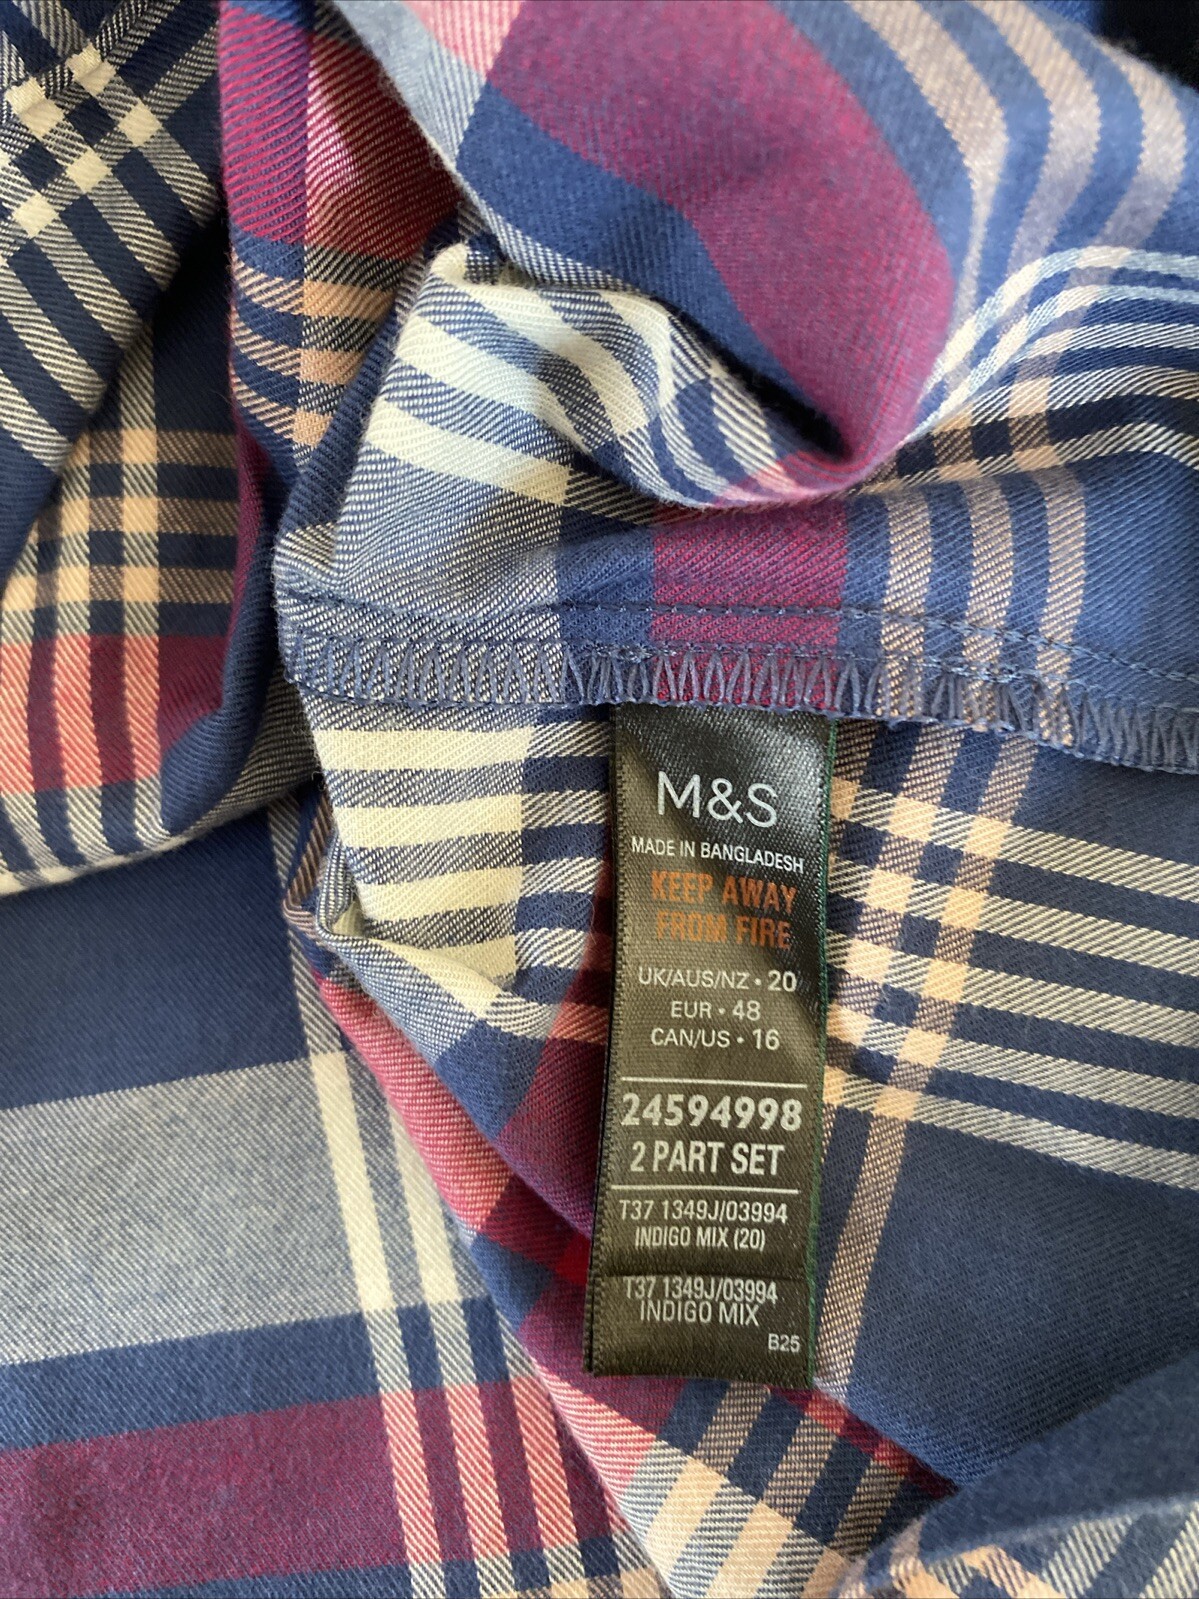 M&S
MADE IN BANGLADESH
KEEP AWAY
FROM FIRE
UK/AUS/NZ • 20
EUR • 48
CAN/US • 16
24594998
2 PART SET
T37 1349J/03994
INDIGO MIX (20)
T37 1349J/03994
INDIGO MIX
B25